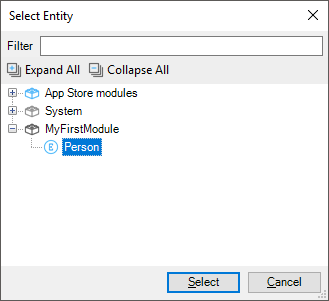 Select Entity
Filter
Expand All Collapse All
App Store modules
System
MyFirstModule
E Person
Select Cancel